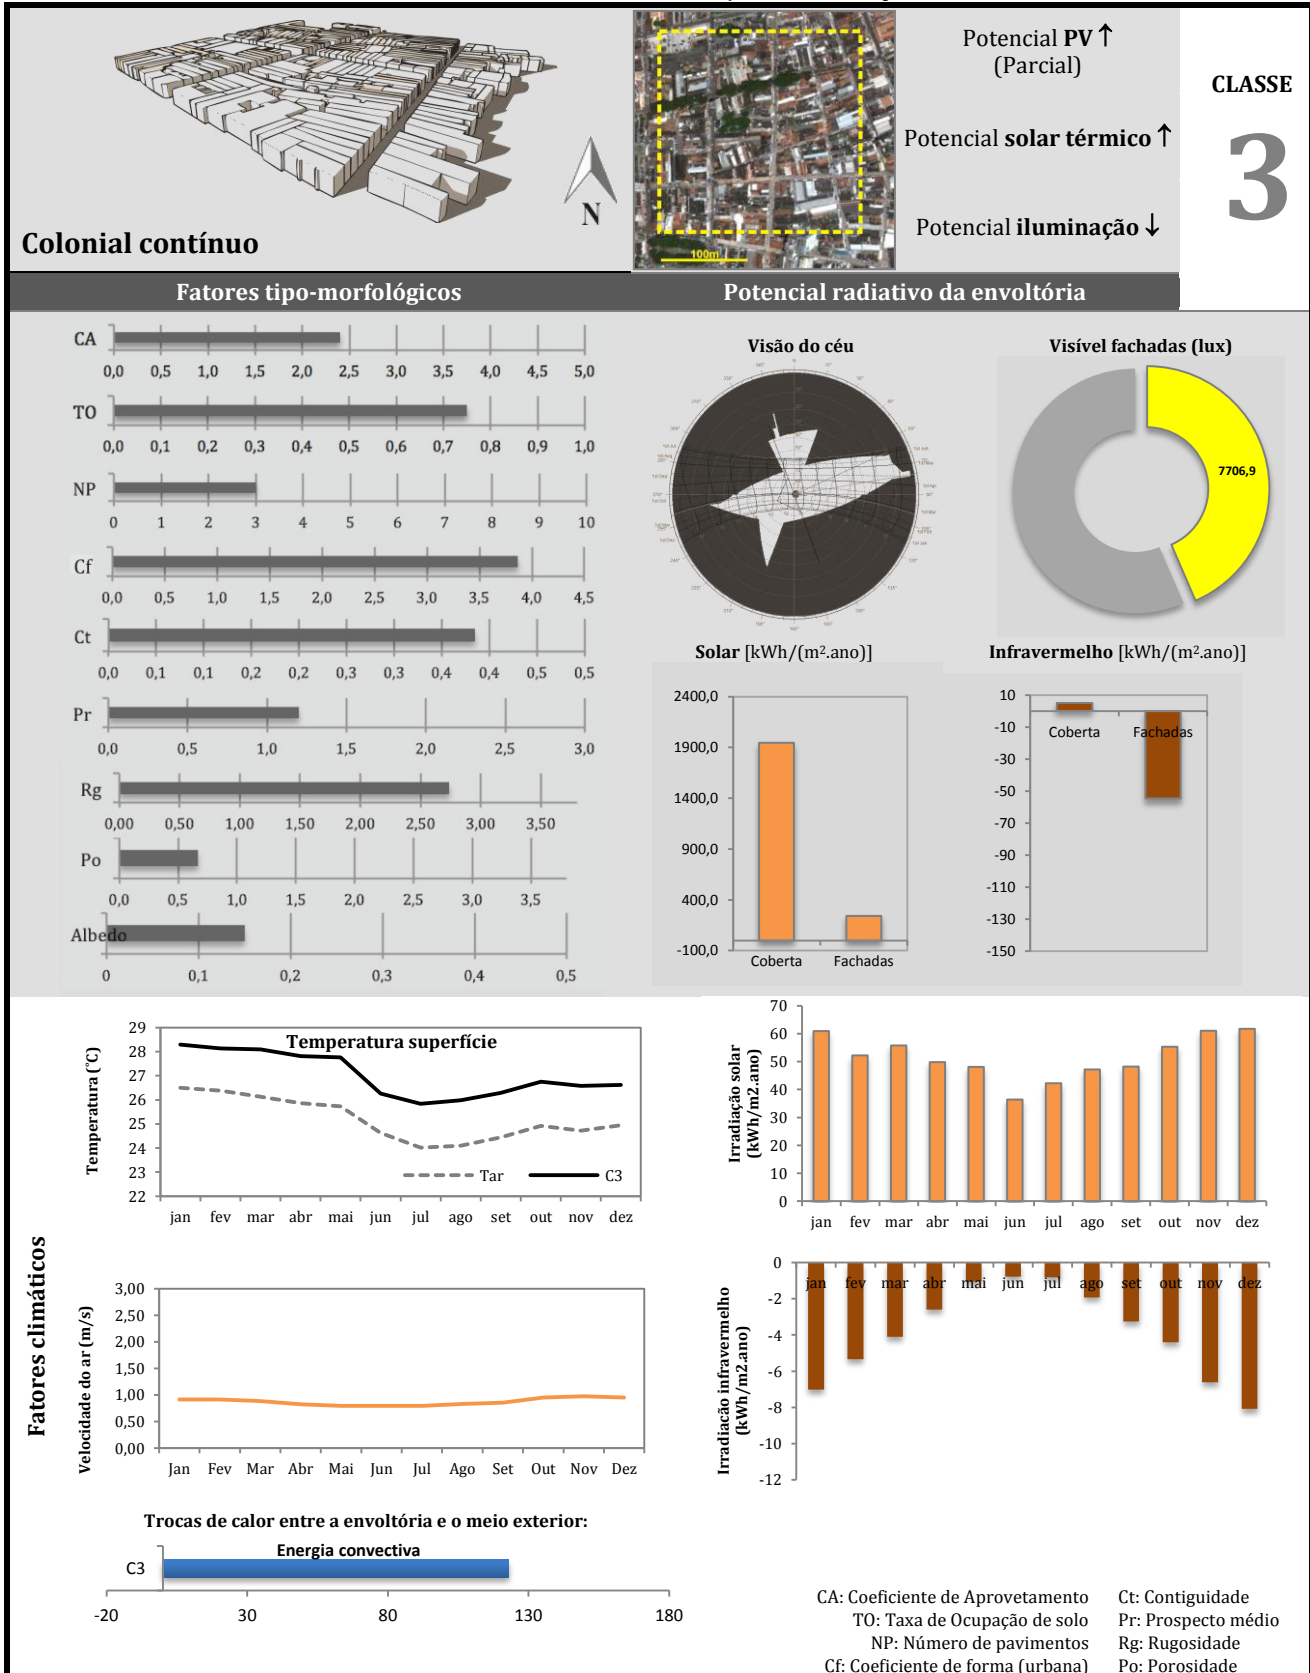 Potencial PV ↑
(Parcial)
CLASSE
Potencial solar térmico ↑
3
N
Potencial iluminação ↓
Colonial contínuo
100m
Fatores tipo-morfológicos
Potencial radiativo da envoltória
CA
0,0 0,5 1,0 1,5 2,0 2,5 3,0 3,5 4,0 4,5 5,0
TO
0,0 0,1 0,2 0,3 0,4 0,5 0,6 0,7 0,8 0,9 1,0
NP
0 1 2 3 4 5 6 7 8 9 10
Cf
0,0 0,5 1,0 1,5 2,0 2,5 3,0 3,5 4,0 4,5
Ct
0,0 0,1 0,1 0,2 0,2 0,3 0,3 0,4 0,4 0,5 0,5
Pr
0,0 0,5 1,0 1,5 2,0 2,5 3,0
Rg
0,00 0,50 1,00 1,50 2,00 2,50 3,00 3,50
Po
0,0 0,5 1,0 1,5 2,0 2,5 3,0 3,5
Albedo
0 0,1 0,2 0,3 0,4 0,5
Visão do céu
Visível fachadas (lux)
7706,9
Solar [kWh/(m².ano)]
2400,0
1900,0
1400,0
900,0
400,0
-100,0
Coberta Fachadas
Infravermelho [kWh/(m².ano)]
10
-10
-30
-50
-70
-90
-110
-130
-150
Coberta Fachadas
Fatores climáticos
Temperatura superfície
Temperatura (°C)
29
28
27
26
25
24
23
22
Tar C3
jan fev mar abr mai jun jul ago set out nov dez
Irradiação solar
(kWh/m2.ano)
70
60
50
40
30
20
10
0
jan fev mar abr mai jun jul ago set out nov dez
Velocidade do ar (m/s)
3,00
2,50
2,00
1,50
1,00
0,50
0,00
Jan Fev Mar Abr Mai Jun Jul Ago Set Out Nov Dez
Irradiacão infravermelho
(kWh/m2.ano)
0
-2
-4
-6
-8
-10
-12
jan fev mar abr mai jun jul ago set out nov dez
Trocas de calor entre a envoltória e o meio exterior:
Energia convectiva
C3
-20 30 80 130 180
CA: Coeficiente de Aprovetamento
TO: Taxa de Ocupação de solo
NP: Número de pavimentos
Cf: Coeficiente de forma (urbana)
Ct: Contiguidade
Pr: Prospecto médio
Rg: Rugosidade
Po: Porosidade